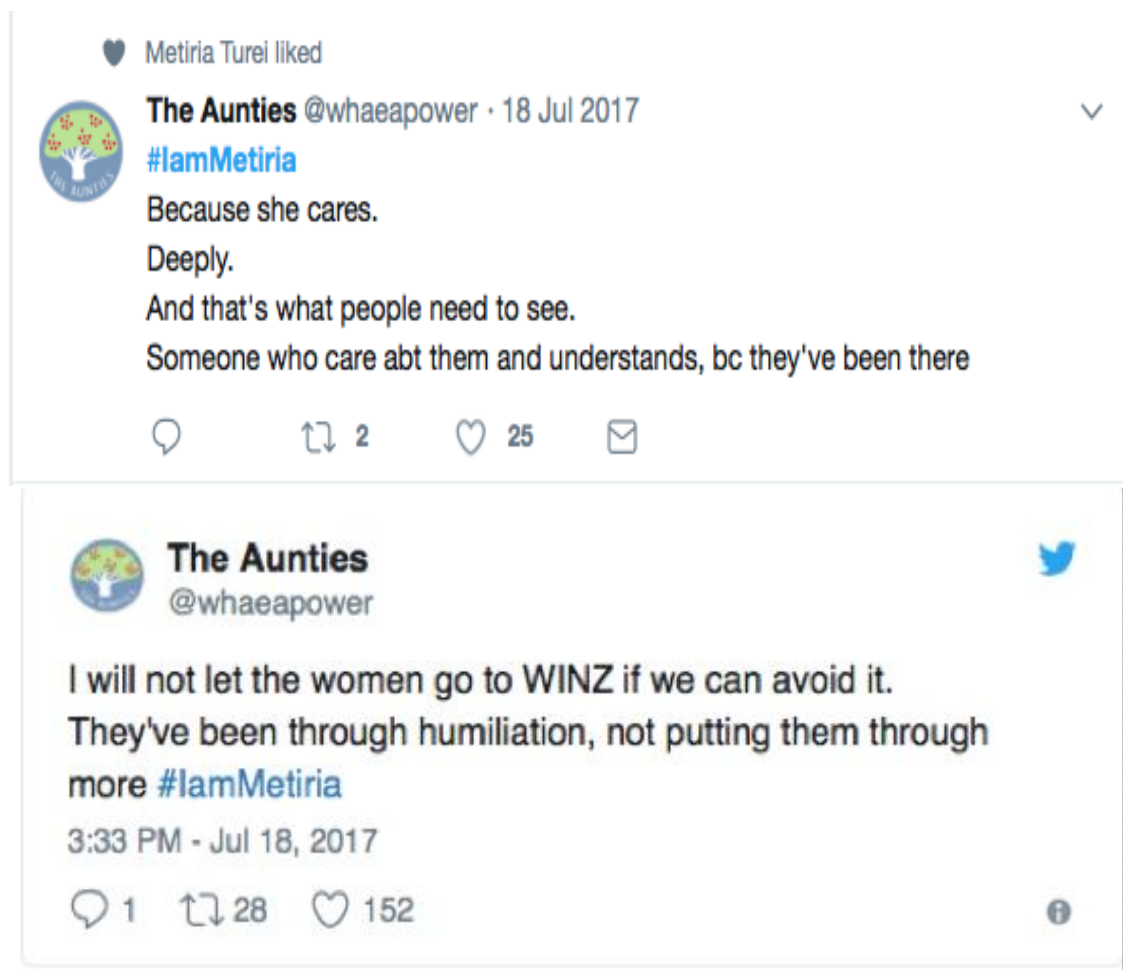 Metiria Turei liked
The Aunties @whaeapower · 18 Jul 2017
#IamMetiria
Because she cares.
Deeply.
And that's what people need to see.
Someone who care abt them and understands, bc they've been there
2 25
THE AUNTIES
The Aunties
@whaeapower
I will not let the women go to WINZ if we can avoid it.
They've been through humiliation, not putting them through
more #IamMetiria
3:33 PM - Jul 18, 2017
1 28 152